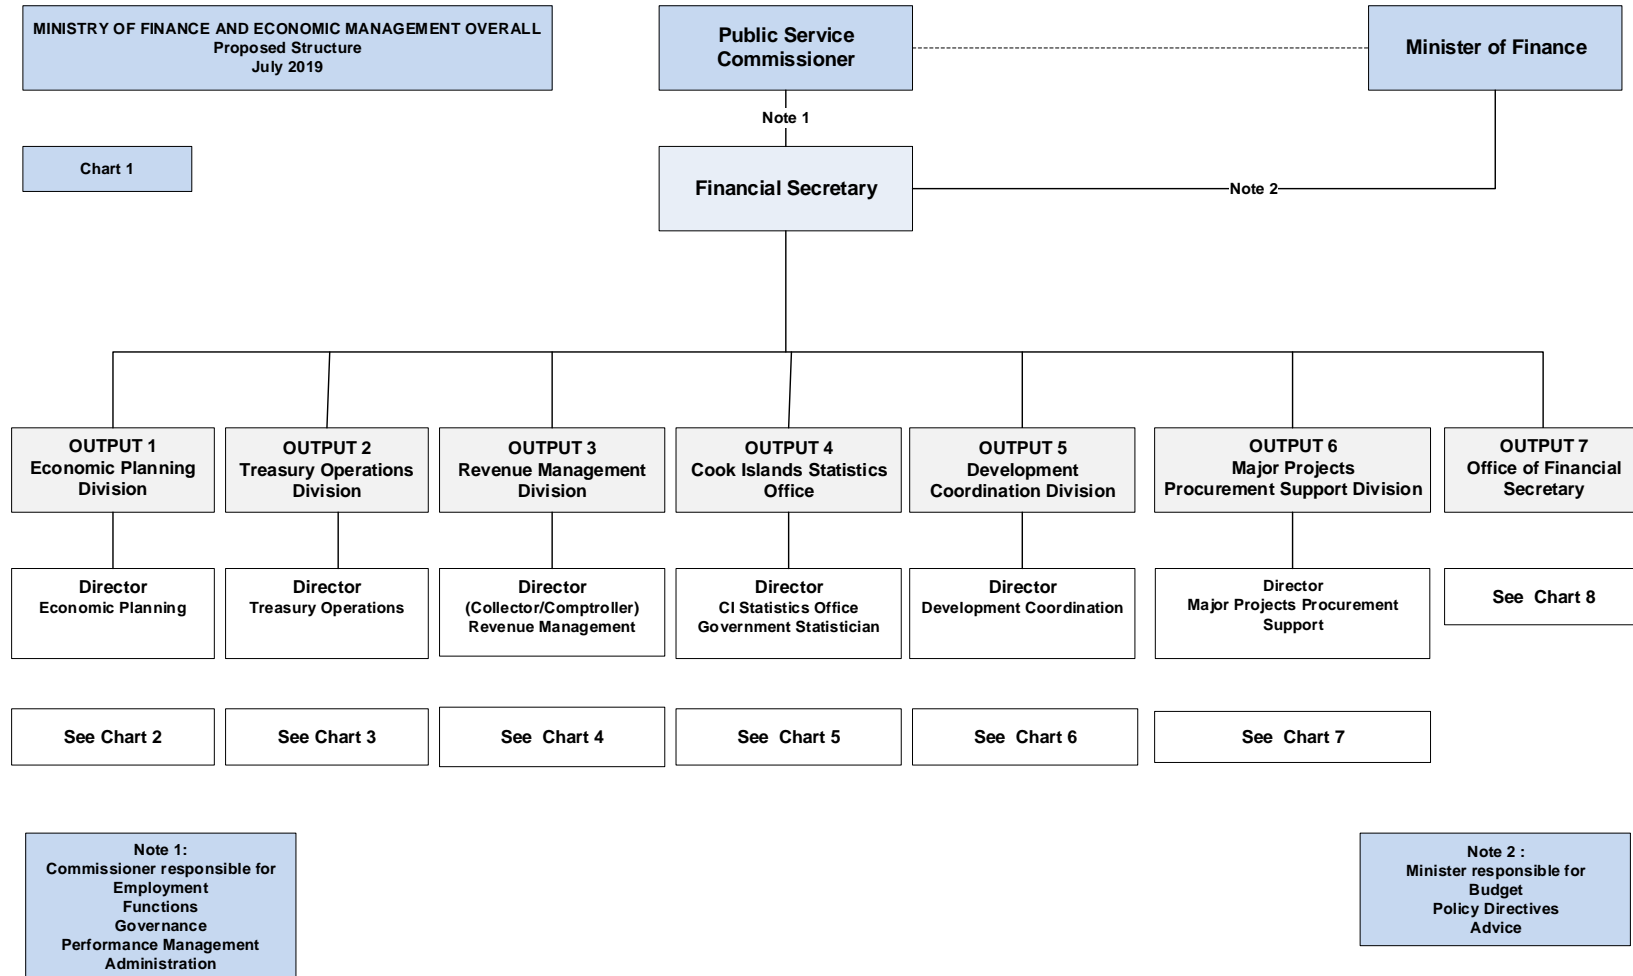 MINISTRY OF FINANCE AND ECONOMIC MANAGEMENT OVERALL
Proposed Structure
July 2019
Public Service
Commissioner
Minister of Finance
Note 1
Chart 1
Financial Secretary
Note 2
OUTPUT 1
Economic Planning
Division
OUTPUT 2
Treasury Operations
Division
OUTPUT 3
Revenue Management
Division
OUTPUT 4
Cook Islands Statistics
Office
OUTPUT 5
Development
Coordination Division
OUTPUT 6
Major Projects
Procurement Support Division
OUTPUT 7
Office of Financial
Secretary
Director
Economic Planning
Director
Treasury Operations
Director
(Collector/Comptroller)
Revenue Management
Director
CI Statistics Office
Government Statistician
Director
Development Coordination
Director
Major Projects Procurement
Support
See Chart 8
See Chart 2
See Chart 3
See Chart 4
See Chart 5
See Chart 6
See Chart 7
Note 1:
Commissioner responsible for
Employment
Functions
Governance
Performance Management
Administration
Note 2 :
Minister responsible for
Budget
Policy Directives
Advice